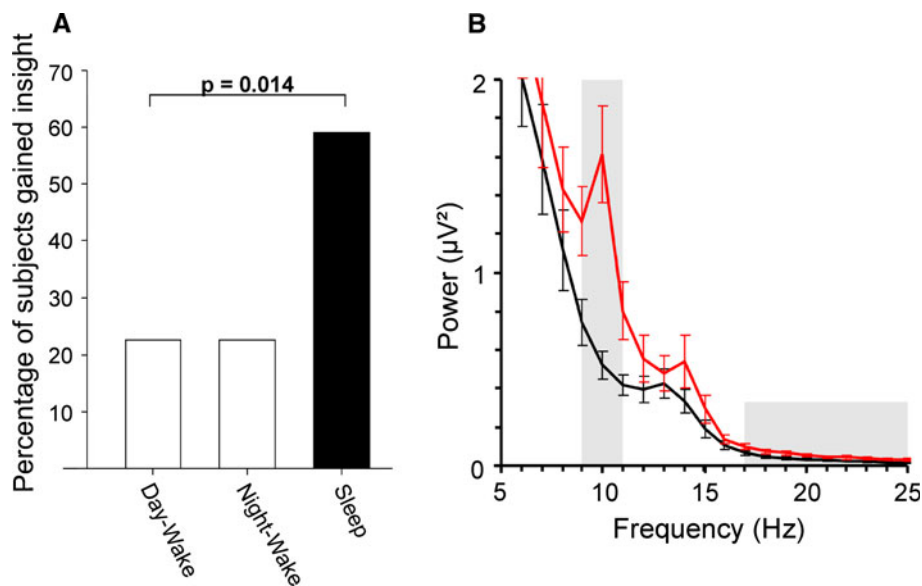 A
Percentage of subjects gained insight
70
60
50
40
30
20
10
p = 0.014
Day-Wake
Night-Wake
Sleep
B
Power (µV²)
2
1
0
5
10
15
20
25
Frequency (Hz)